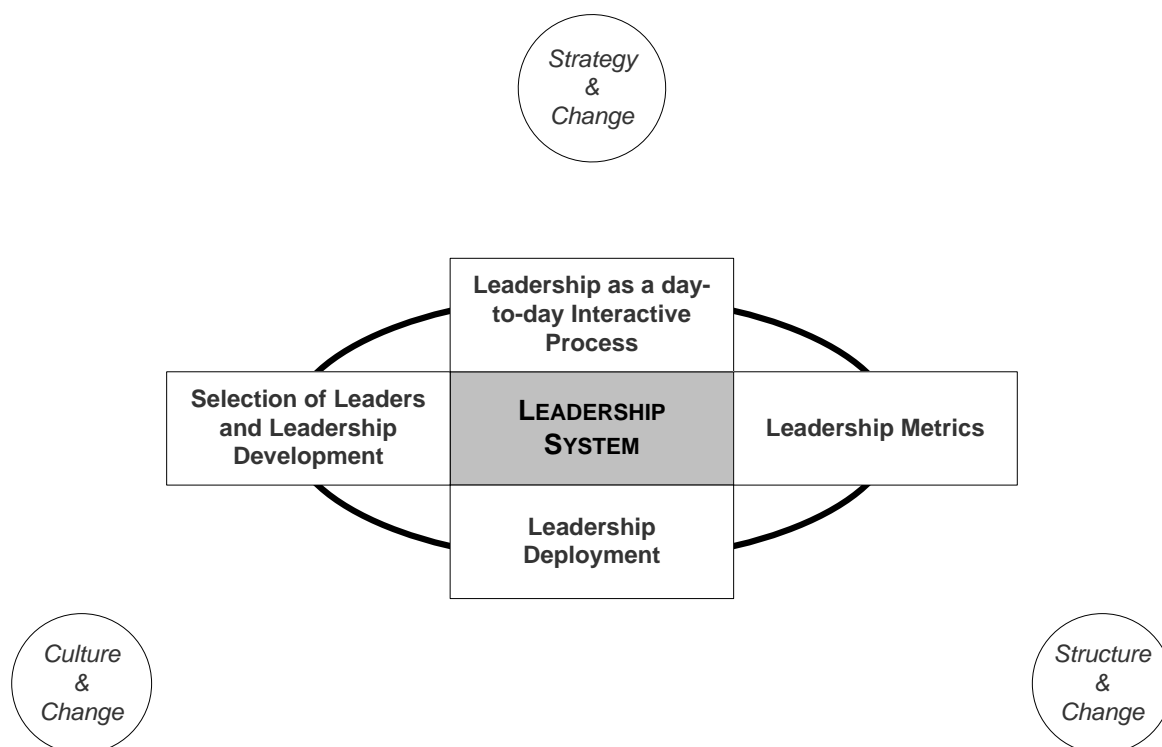 Strategy
&
Change
Leadership as a day-
to-day Interactive
Process
Selection of Leaders
and Leadership
Development
LEADERSHIP
SYSTEM
Leadership Metrics
Leadership
Deployment
Culture
&
Change
Structure
&
Change